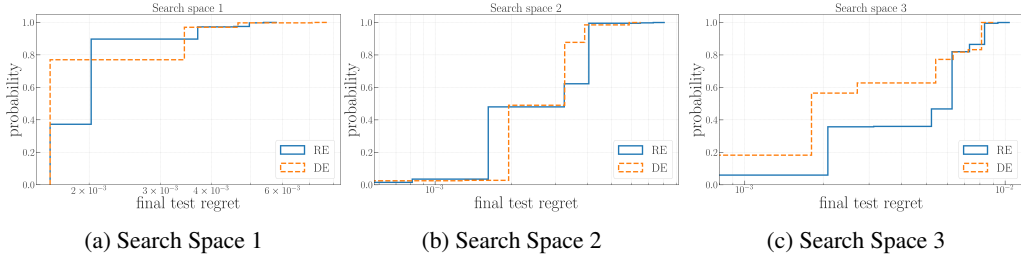 Search space 1
probability
1.0
0.8
0.6
0.4
0.2
0.0
RE
DE
2 × 10⁻³
3 × 10⁻³
4 × 10⁻³
6 × 10⁻³
final test regret
(a) Search Space 1
Search space 2
probability
1.0
0.8
0.6
0.4
0.2
0.0
RE
DE
10⁻³
final test regret
(b) Search Space 2
Search space 3
probability
1.0
0.8
0.6
0.4
0.2
0.0
RE
DE
10⁻³
10⁻²
final test regret
(c) Search Space 3